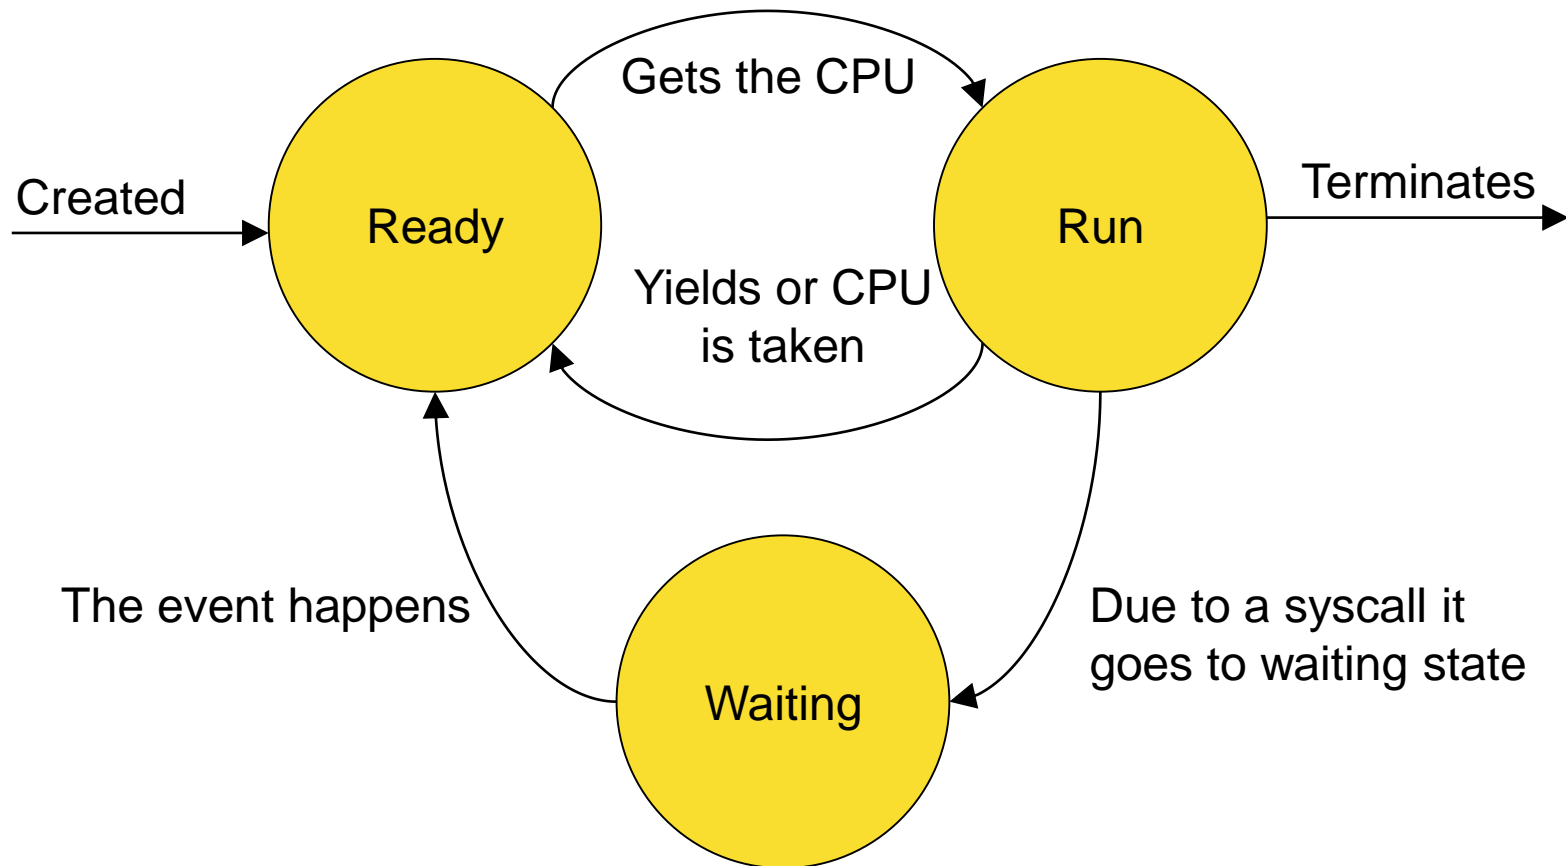 Gets the CPU
Created
Ready
Run
Terminates
Yields or CPU
is taken
The event happens
Due to a syscall it
goes to waiting state
Waiting